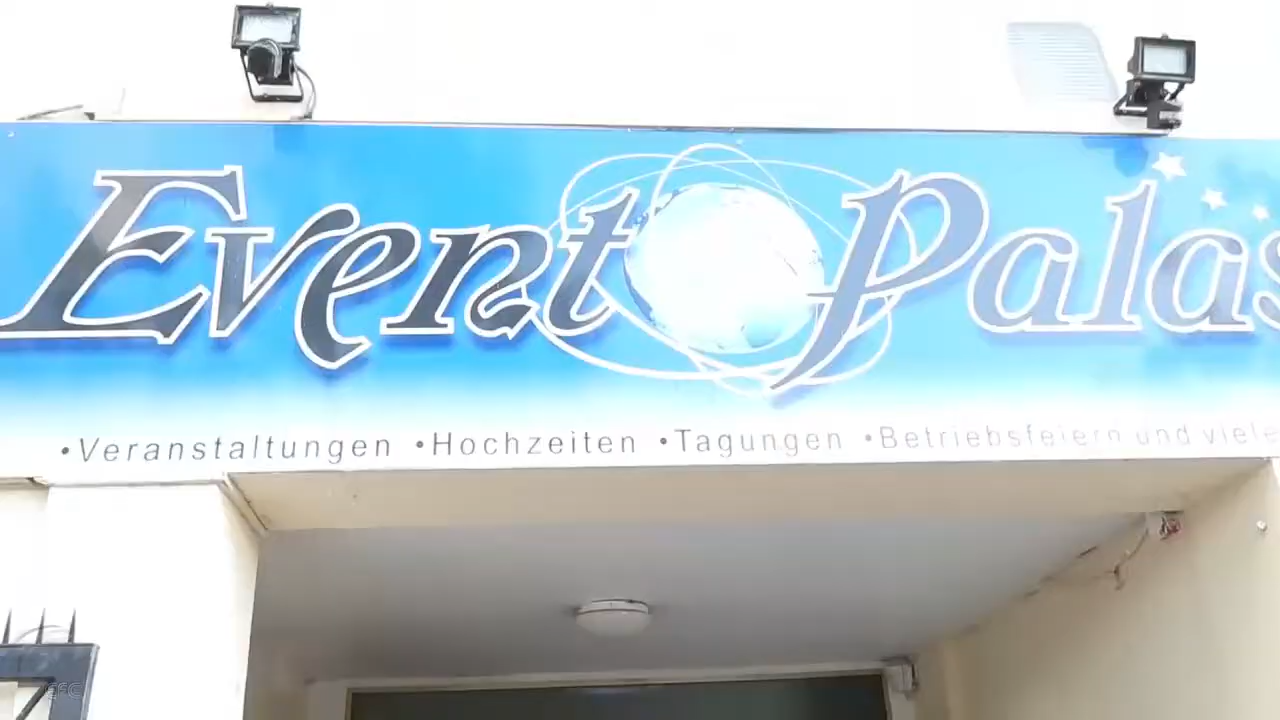 Event Palas
•Veranstaltungen •Hochzeiten •Tagungen •Betriebsfeiern und viele